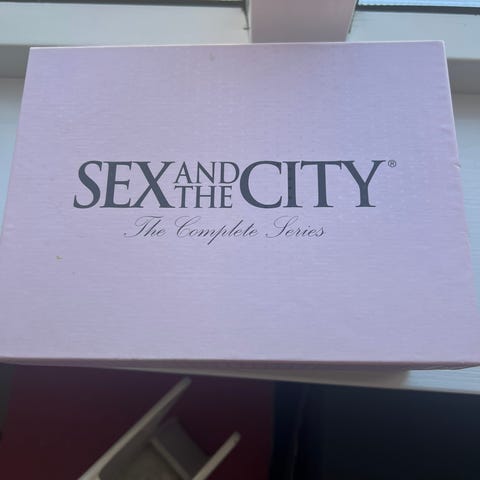 SEX AND THE CITY®
The Complete Series